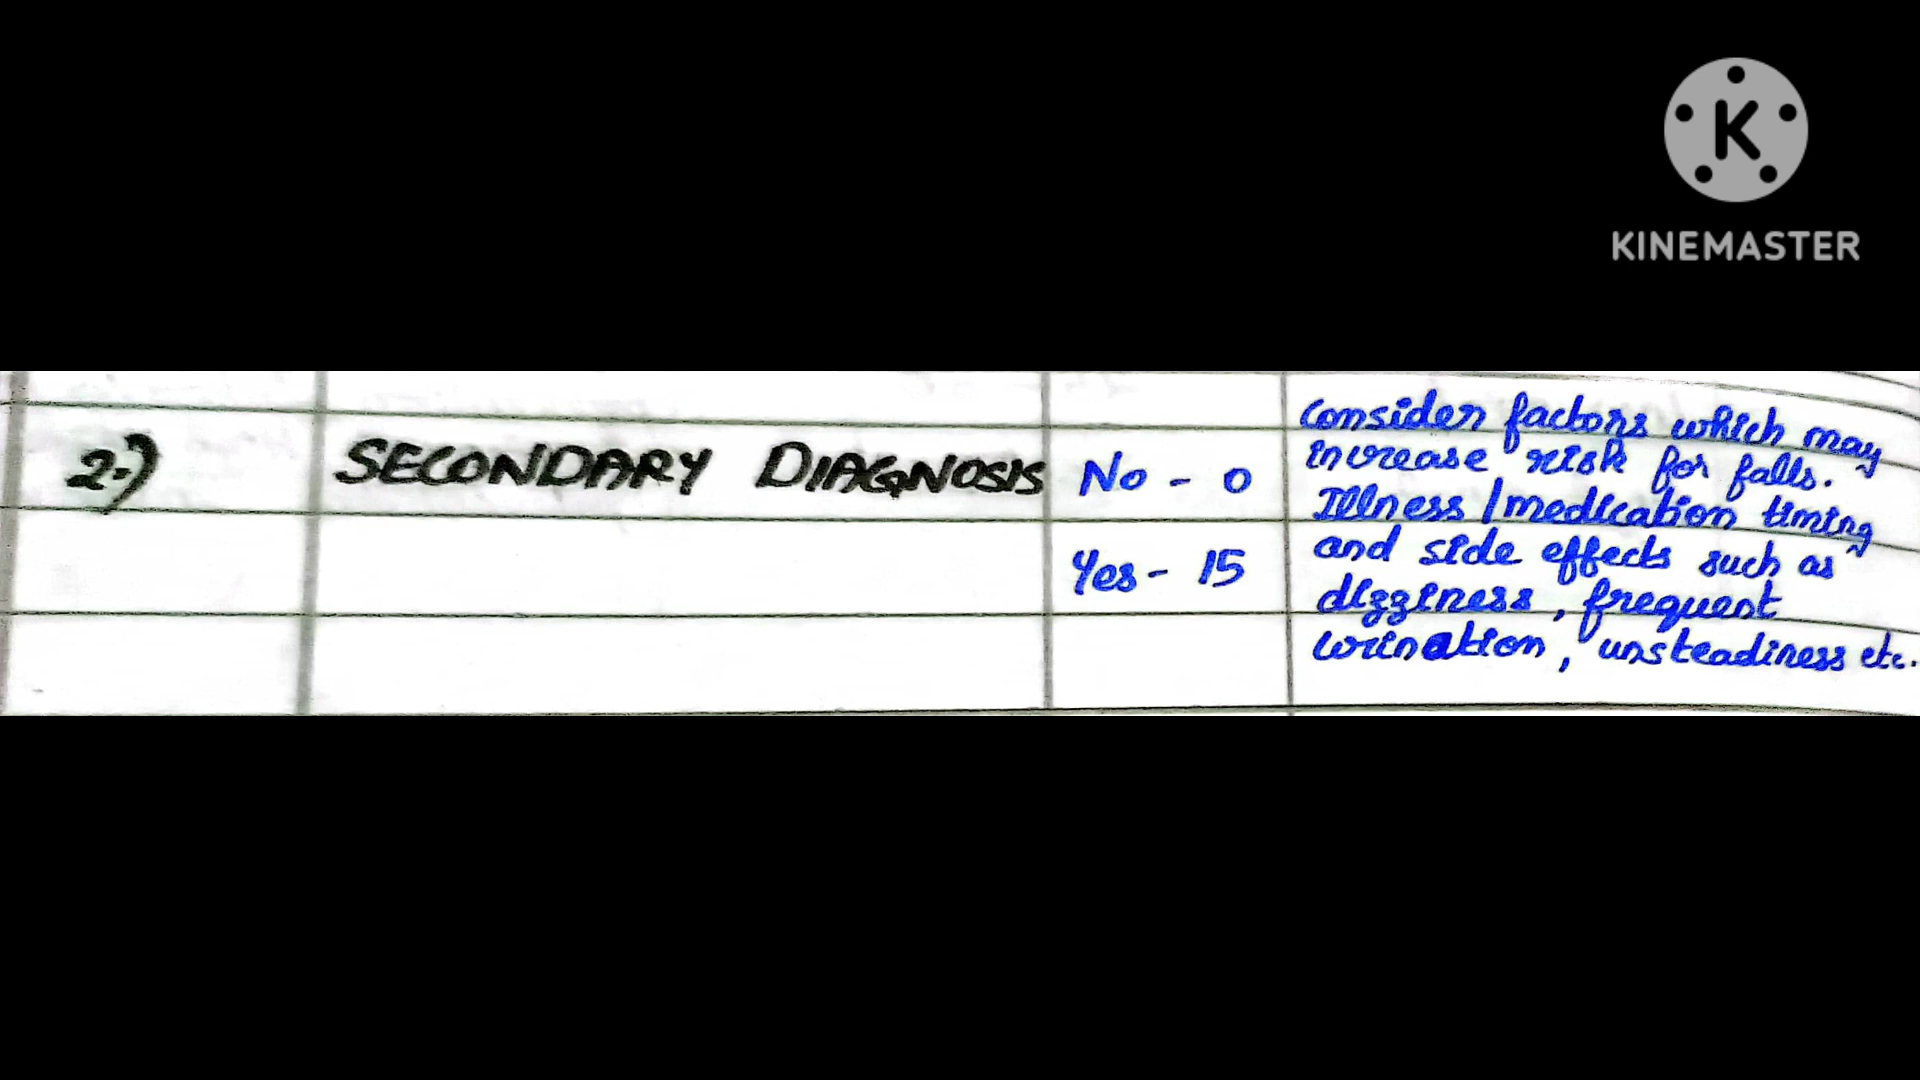 KINEMASTER
2.) SECONDARY DIAGNOSIS
No - 0
Yes - 15
Consider factors which may
increase risk for falls.
Illness/medication timing
and side effects such as
dizziness, frequent
urination, unsteadiness etc.